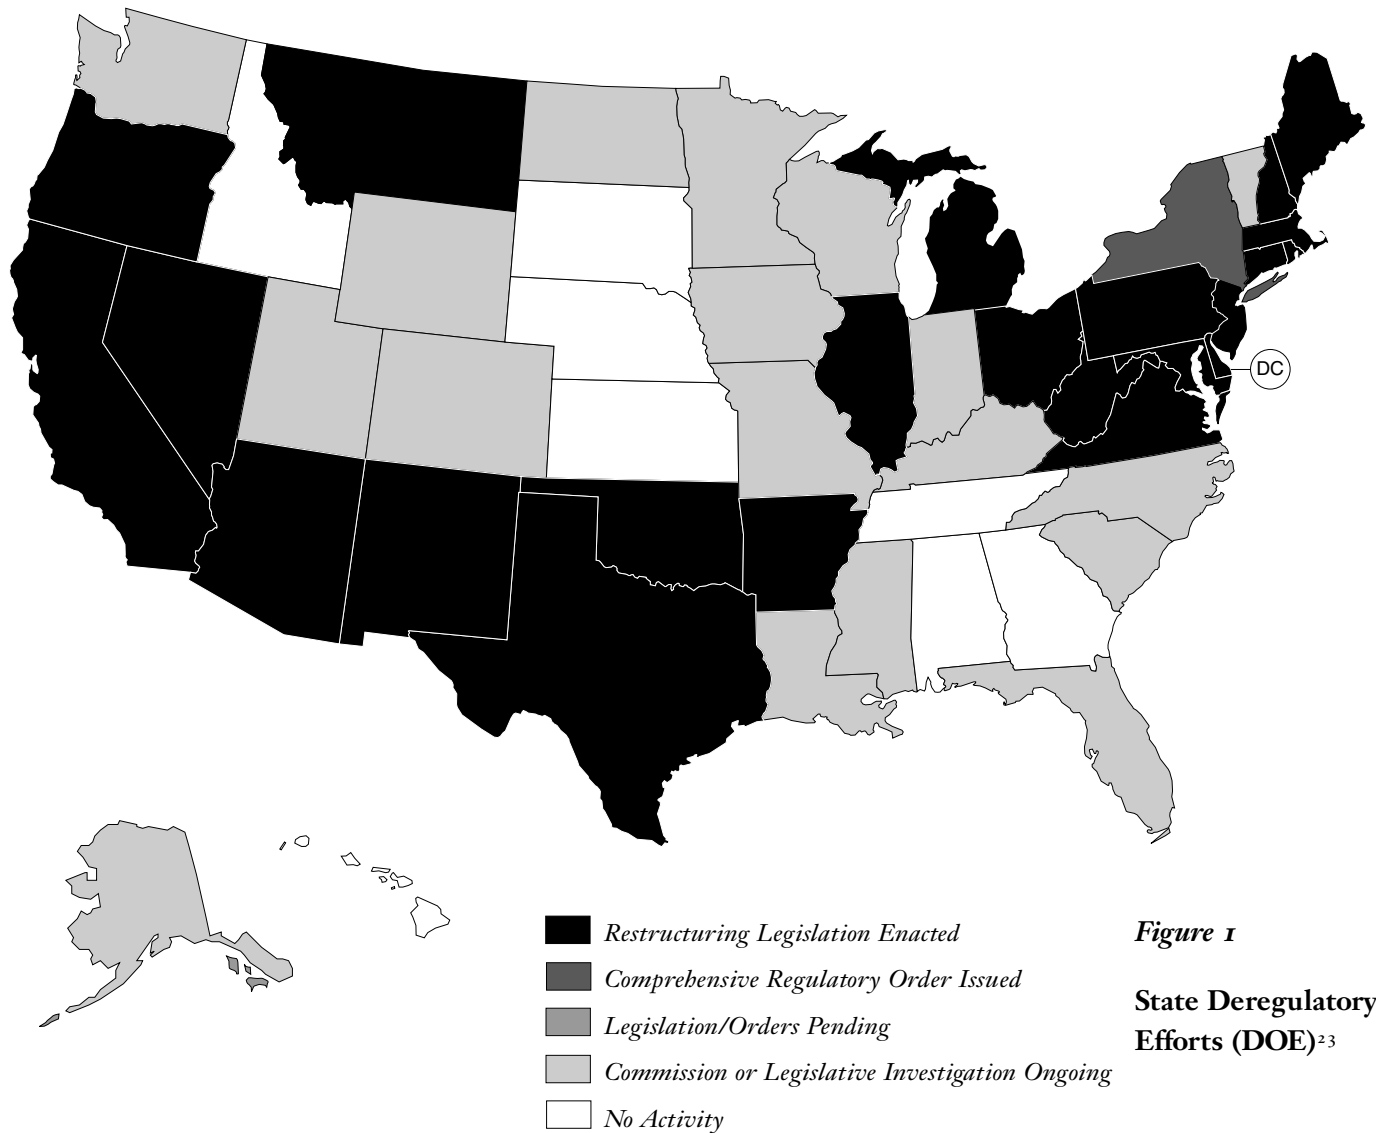 DC
Restructuring Legislation Enacted
Comprehensive Regulatory Order Issued
Legislation/Orders Pending
Commission or Legislative Investigation Ongoing
No Activity
Figure 1
State Deregulatory
Efforts (DOE)²³